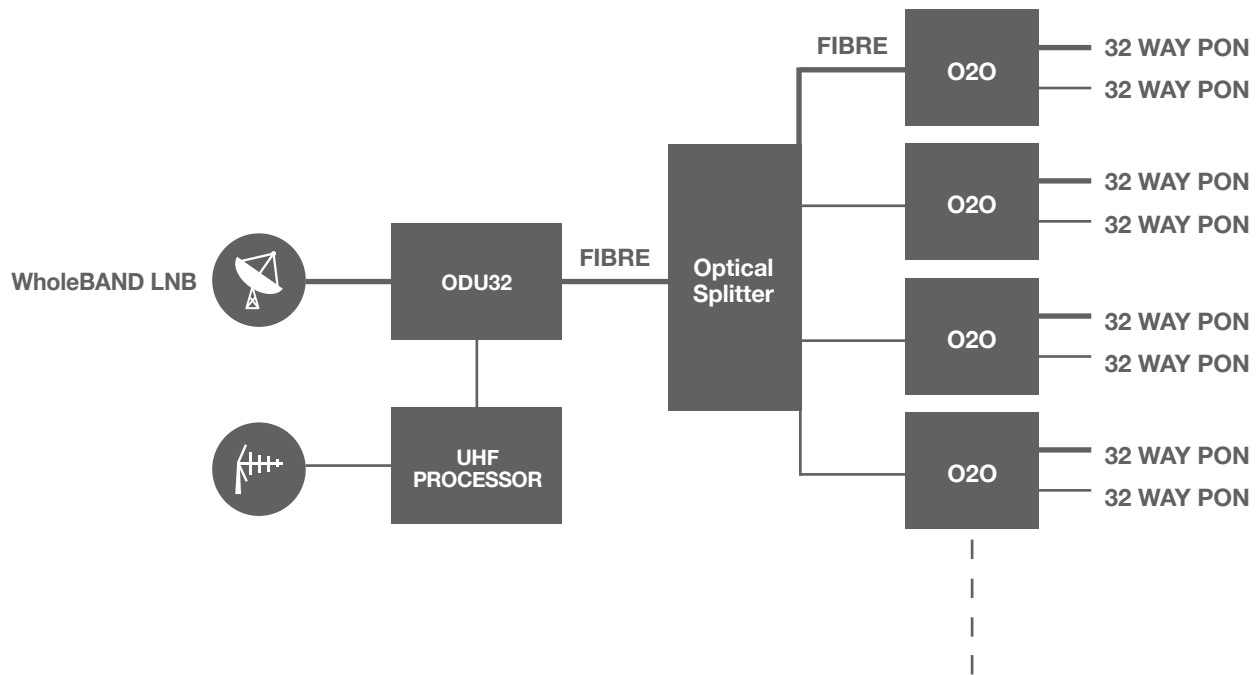 FIBRE
O2O
32 WAY PON
32 WAY PON
O2O
32 WAY PON
32 WAY PON
WholeBAND LNB
ODU32
FIBRE
Optical
Splitter
O2O
32 WAY PON
32 WAY PON
UHF
PROCESSOR
O2O
32 WAY PON
32 WAY PON